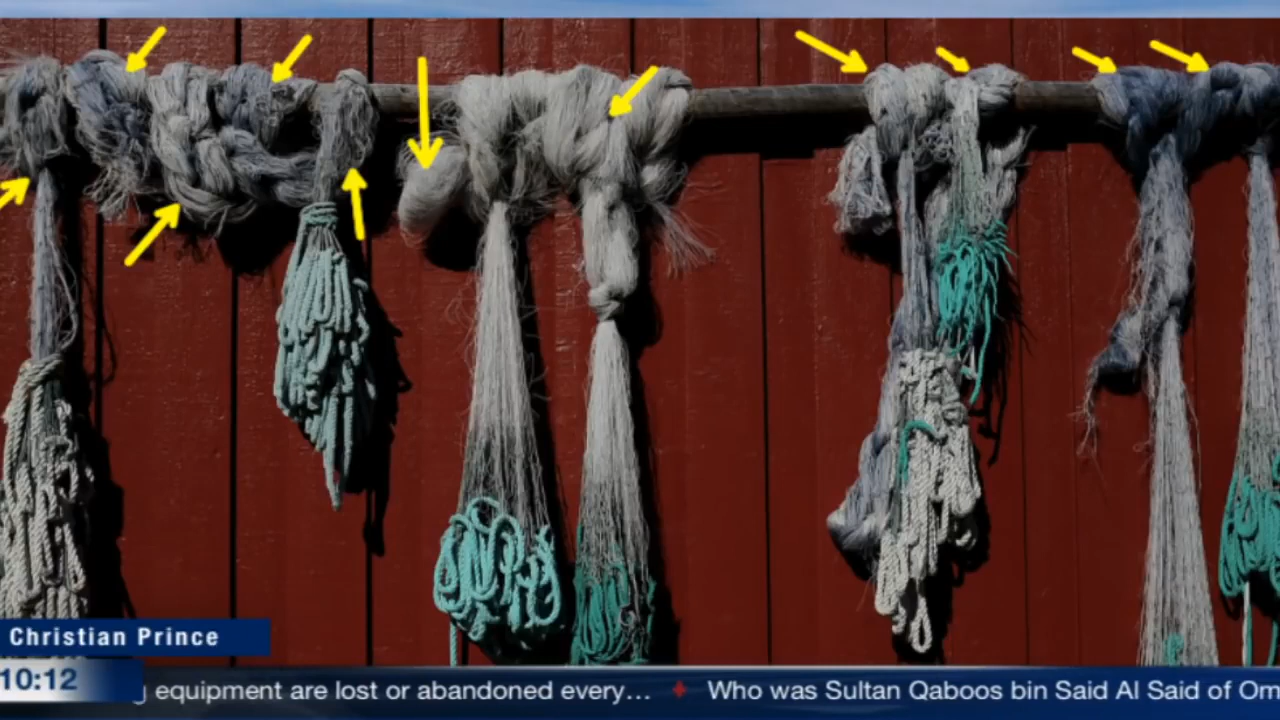 Christian Prince
10:12
equipment are lost or abandoned every... ♦ Who was Sultan Qaboos bin Said Al Said of Om